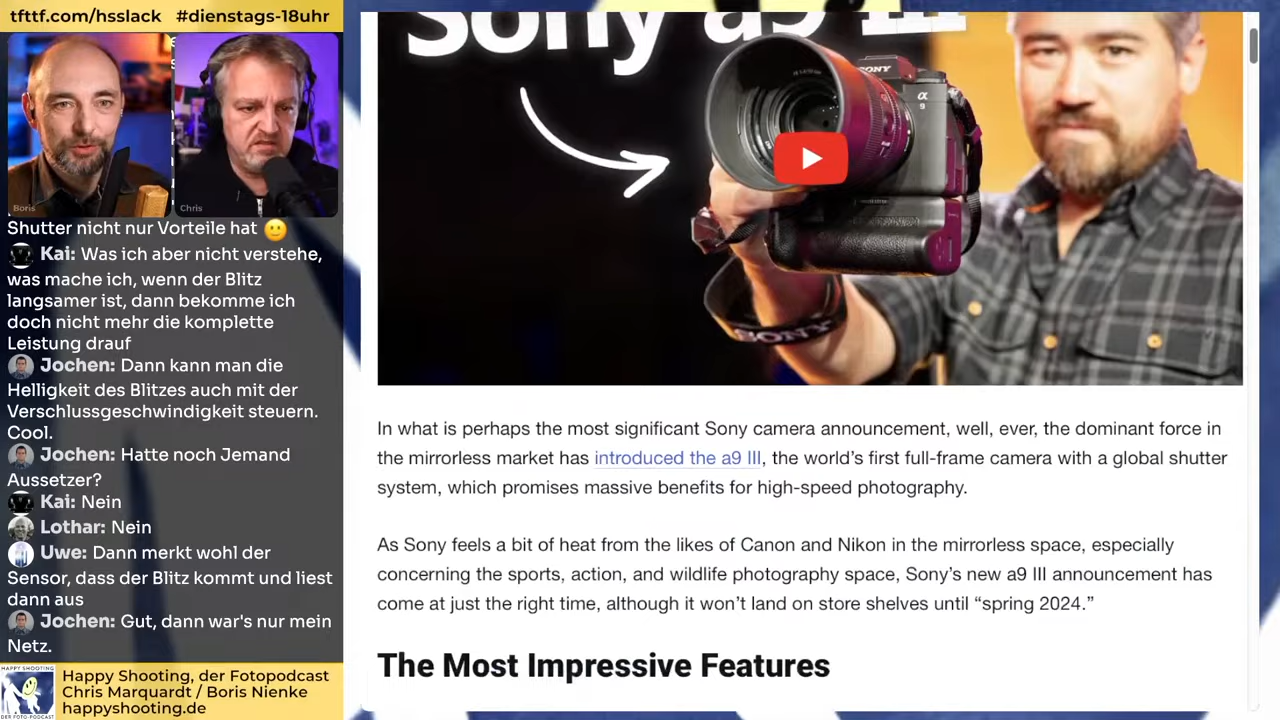 tfttf.com/hsslack #dienstags-18uhr
Boris
Chris
Shutter nicht nur Vorteile hat 🙂
Kai: Was ich aber nicht verstehe,
was mache ich, wenn der Blitz
langsamer ist, dann bekomme ich
doch nicht mehr die komplette
Leistung drauf
Jochen: Dann kann man die
Helligkeit des Blitzes auch mit der
Verschlussgeschwindigkeit steuern.
Cool.
Jochen: Hatte noch Jemand
Aussetzer?
Kai: Nein
Lothar: Nein
Uwe: Dann merkt wohl der
Sensor, dass der Blitz kommt und liest
dann aus
Jochen: Gut, dann war's nur mein
Netz.
HAPPY SHOOTING
DER FOTO-PODCAST
Happy Shooting, der Fotopodcast
Chris Marquardt / Boris Nienke
happyshooting.de
Sony a9 III
SONY
α
9
SONY
In what is perhaps the most significant Sony camera announcement, well, ever, the dominant force in
the mirrorless market has introduced the a9 III, the world's first full-frame camera with a global shutter
system, which promises massive benefits for high-speed photography.
As Sony feels a bit of heat from the likes of Canon and Nikon in the mirrorless space, especially
concerning the sports, action, and wildlife photography space, Sony's new a9 III announcement has
come at just the right time, although it won't land on store shelves until “spring 2024.”
The Most Impressive Features